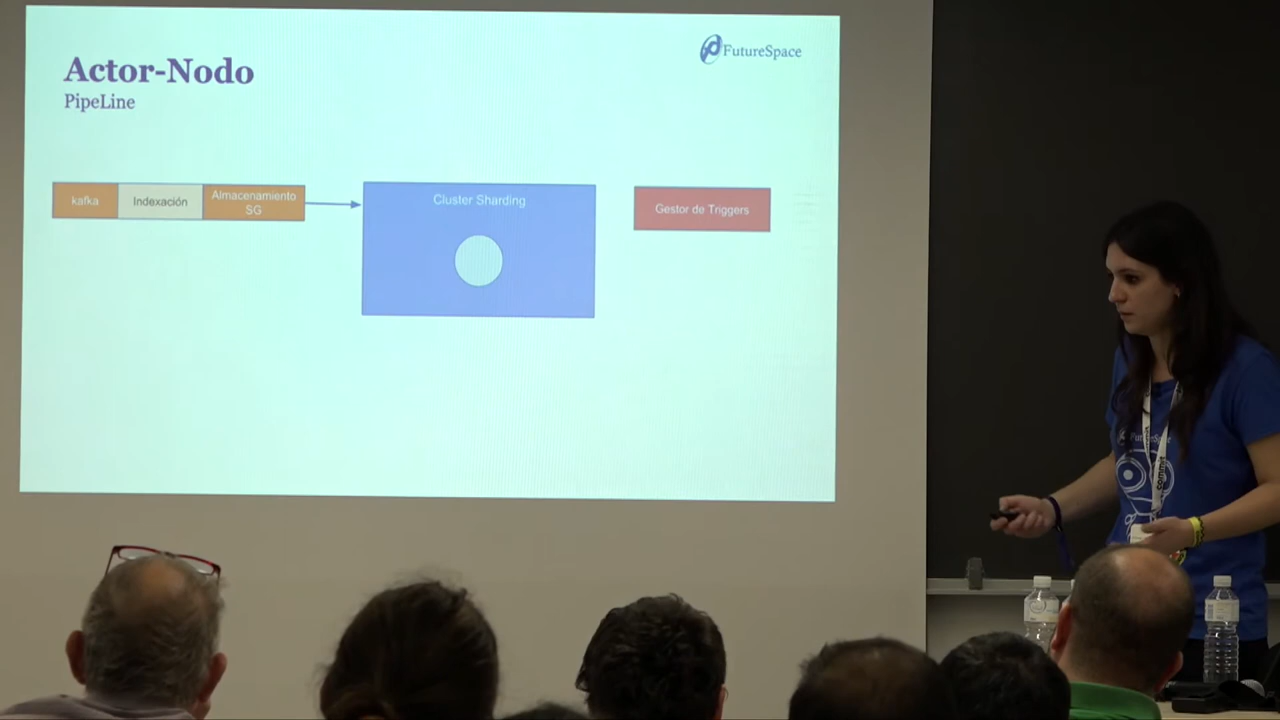 Actor-Nodo
PipeLine
FutureSpace
kafka
Indexación
Almacenamiento
SG
Cluster Sharding
Gestor de Triggers